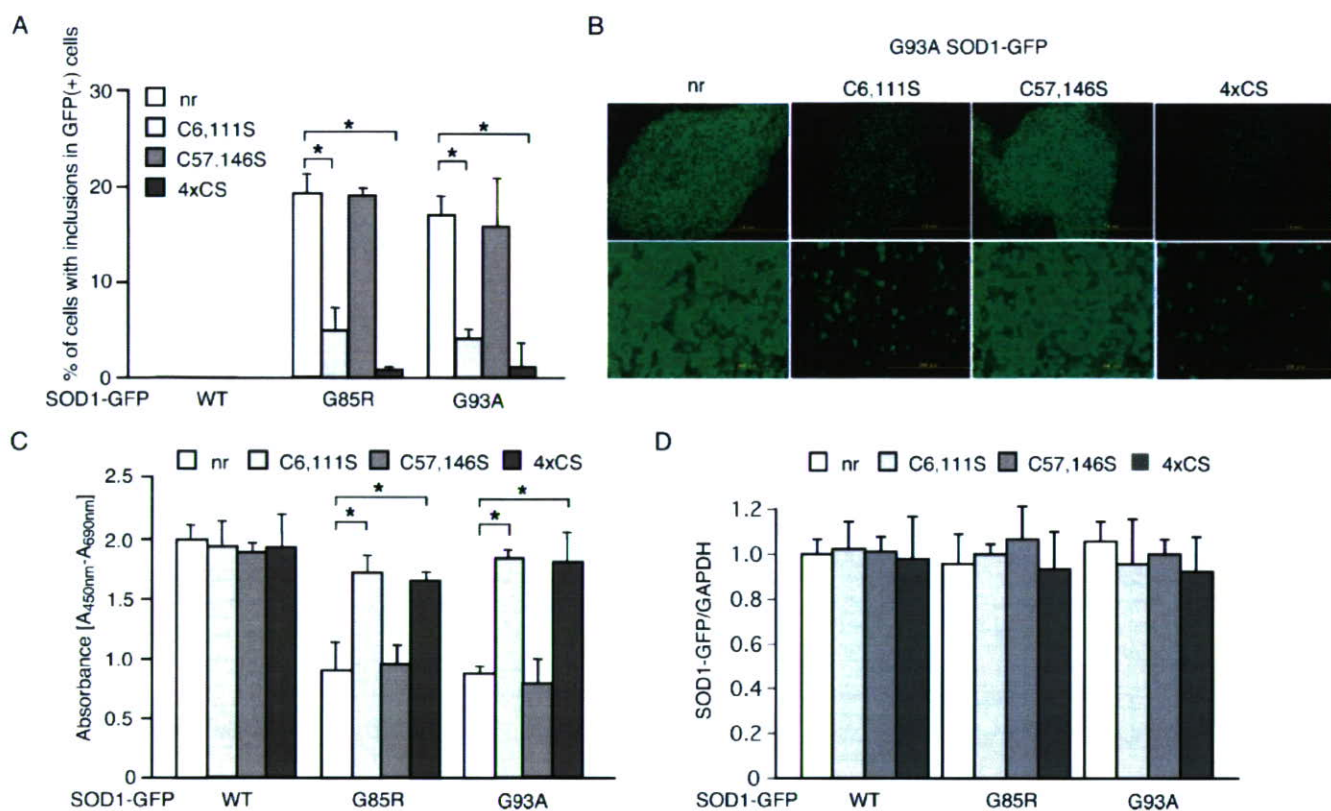 A
% of cells with inclusions in GFP(+) cells
30
20
10
0
nr
C6,111S
C57.146S
4xCS
* * * *
SOD1-GFP WT G85R G93A
B
G93A SOD1-GFP
nr C6,111S C57,146S 4xCS
C
nr C6,111S C57,146S 4xCS
Absorbance [A450nm-A690nm]
2.5
2.0
1.5
1.0
0.5
0
* * * *
SOD1-GFP WT G85R G93A
D
nr C6,111S C57,146S 4xCS
SOD1-GFP/GAPDH
1.2
1.0
0.8
0.6
0.4
0.2
0
SOD1-GFP WT G85R G93A